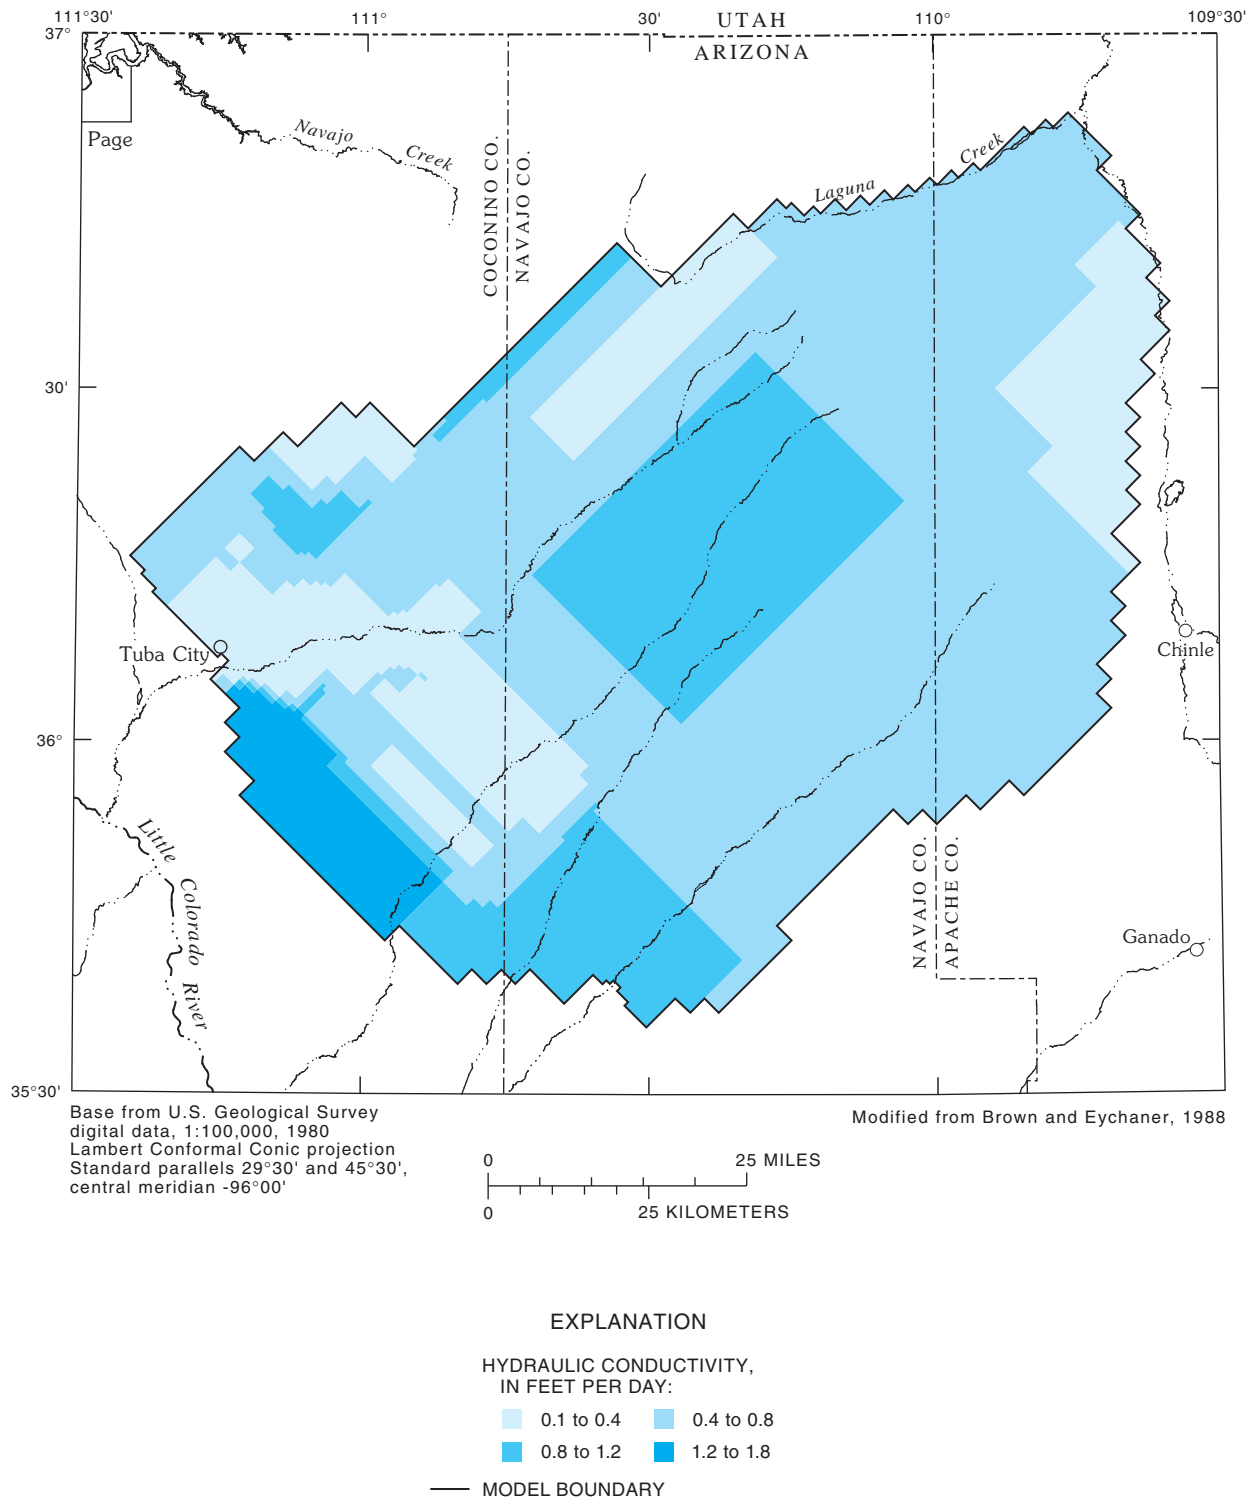 111°30'
111°
30'
UTAH
110°
109°30'
37°
ARIZONA
Page
Navajo
Creek
COCONINO CO.
NAVAJO CO.
Laguna
Creek
30'
Tuba City
Chinle
36°
Little
Colorado
River
NAVAJO CO.
APACHE CO.
Ganado
35°30'
Base from U.S. Geological Survey
digital data, 1:100,000, 1980
Lambert Conformal Conic projection
Standard parallels 29°30' and 45°30',
central meridian -96°00'
Modified from Brown and Eychaner, 1988
0 25 MILES
0 25 KILOMETERS
EXPLANATION
HYDRAULIC CONDUCTIVITY,
IN FEET PER DAY:
0.1 to 0.4 0.4 to 0.8
0.8 to 1.2 1.2 to 1.8
MODEL BOUNDARY